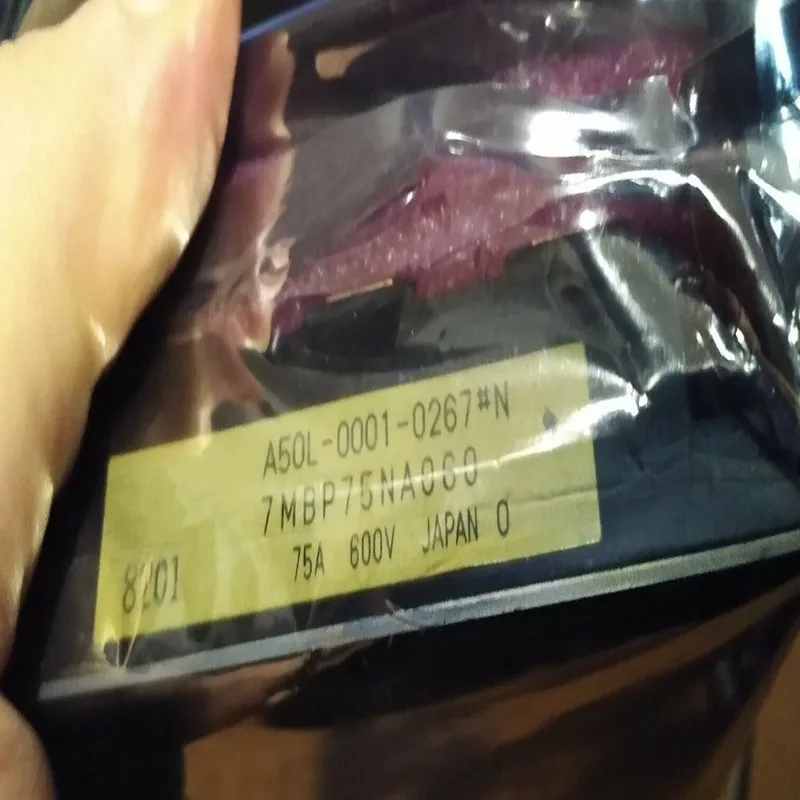 A50L-0001-0267#N
7MBP75NA060
75A 600V JAPAN O
8201